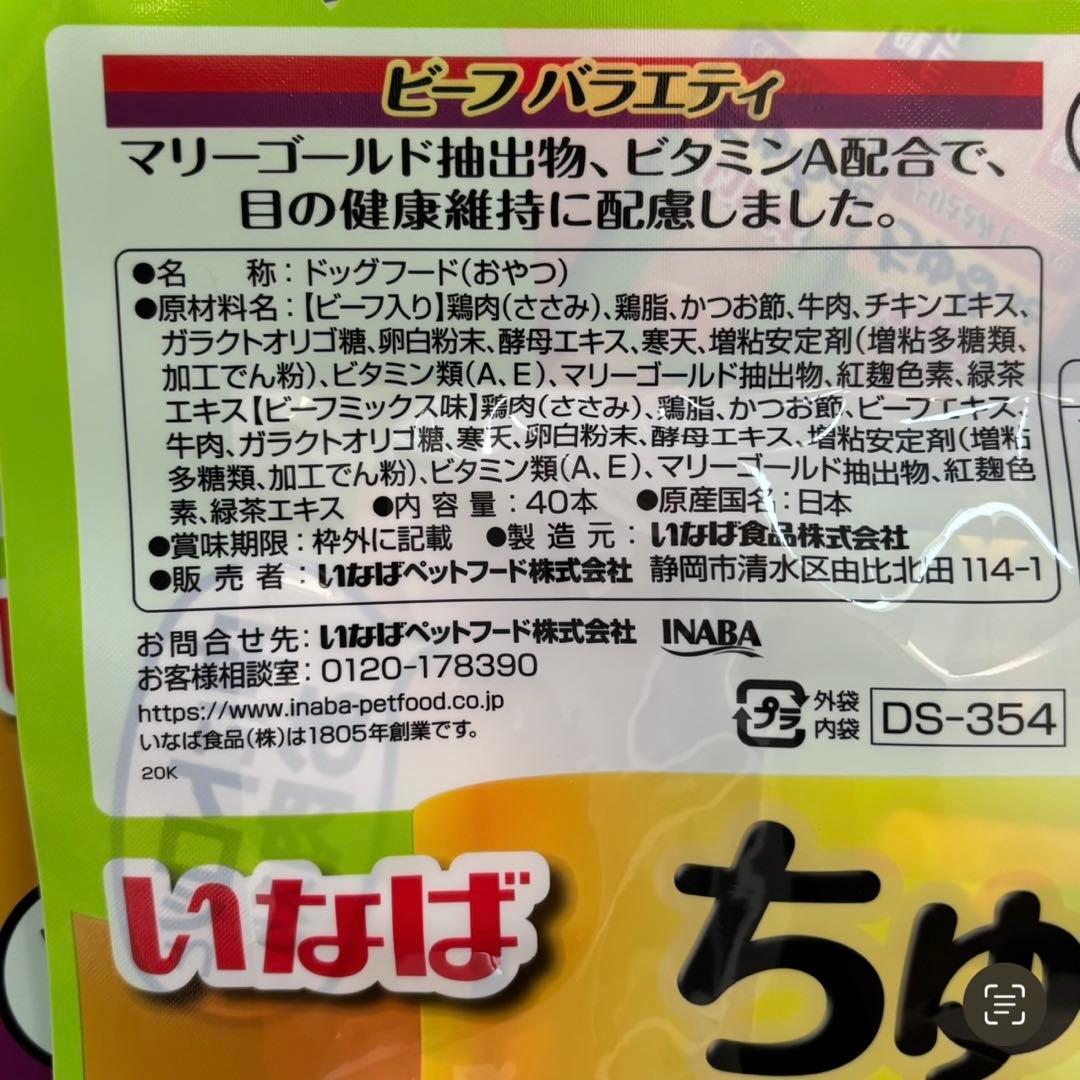 ビーフ バラエティ
マリーゴールド抽出物、ビタミンA配合で、
目の健康維持に配慮しました。
●名　　称：ドッグフード(おやつ)
●原材料名：【ビーフ入り】鶏肉(ささみ)、鶏脂、かつお節、牛肉、チキンエキス、
ガラクトオリゴ糖、卵白粉末、酵母エキス、寒天、増粘安定剤(増粘多糖類、
加工でん粉)、ビタミン類(A、E)、マリーゴールド抽出物、紅麹色素、緑茶
エキス【ビーフミックス味】鶏肉(ささみ)、鶏脂、かつお節、ビーフエキス、
牛肉、ガラクトオリゴ糖、寒天、卵白粉末、酵母エキス、増粘安定剤(増粘
多糖類、加工でん粉)、ビタミン類(A、E)、マリーゴールド抽出物、紅麹色
素、緑茶エキス ●内容量：40本 ●原産国名：日本
●賞味期限：枠外に記載 ●製造元：いなば食品株式会社
●販売者：いなばペットフード株式会社 静岡市清水区由比北田114-1
お問合せ先：いなばペットフード株式会社 INABA
お客様相談室：0120-178390
https://www.inaba-petfood.co.jp
いなば食品(株)は1805年創業です。
20K
プラ 外袋 内袋 DS-354
いなば
ちゅ